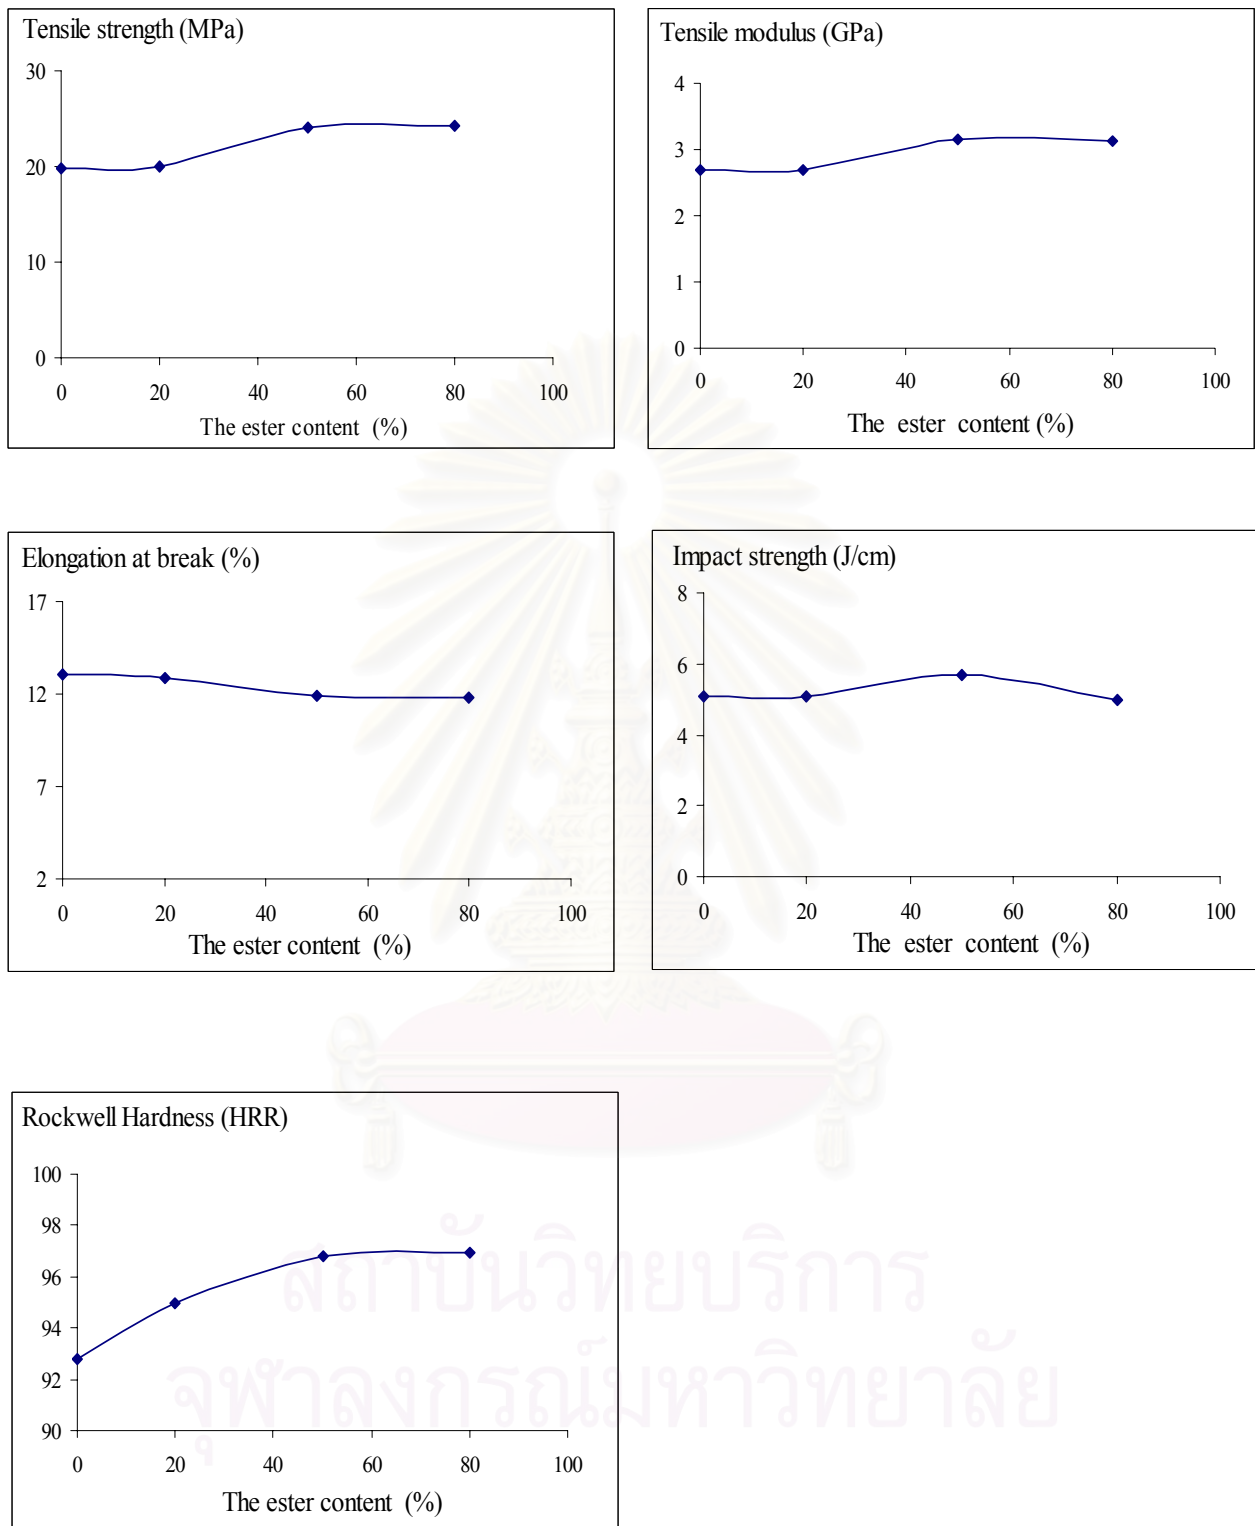 Tensile strength (MPa)
30
20
10
0
0 20 40 60 80 100
The ester content (%)
Tensile modulus (GPa)
4
3
2
1
0
0 20 40 60 80 100
The ester content (%)
Elongation at break (%)
17
12
7
2
0 20 40 60 80 100
The ester content (%)
Impact strength (J/cm)
8
6
4
2
0
0 20 40 60 80 100
The ester content (%)
Rockwell Hardness (HRR)
100
98
96
94
92
90
0 20 40 60 80 100
The ester content (%)
สถาบันวิทยบริการ
จุฬาลงกรณ์มหาวิทยาลัย